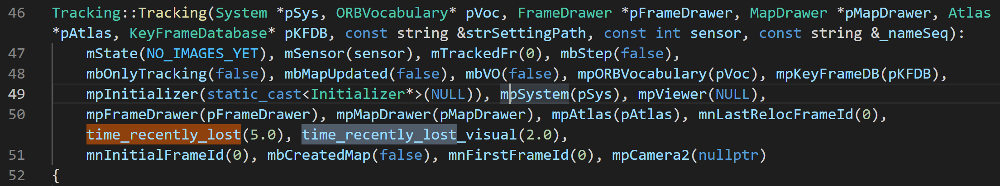 46 Tracking::Tracking(System *pSys, ORBVocabulary* pVoc, FrameDrawer *pFrameDrawer, MapDrawer *pMapDrawer, Atlas
*pAtlas, KeyFrameDatabase* pKFDB, const string &strSettingPath, const int sensor, const string &_nameSeq):
47 mState(NO_IMAGES_YET), mSensor(sensor), mTrackedFr(0), mbStep(false),
48 mbOnlyTracking(false), mbMapUpdated(false), mbVO(false), mpORBVocabulary(pVoc), mpKeyFrameDB(pKFDB),
49 mpInitializer(static_cast<Initializer*>(NULL)), mpSystem(pSys), mpViewer(NULL),
50 mpFrameDrawer(pFrameDrawer), mpMapDrawer(pMapDrawer), mpAtlas(pAtlas), mnLastRelocFrameId(0),
time_recently_lost(5.0), time_recently_lost_visual(2.0),
51 mnInitialFrameId(0), mbCreatedMap(false), mnFirstFrameId(0), mpCamera2(nullptr)
52 {